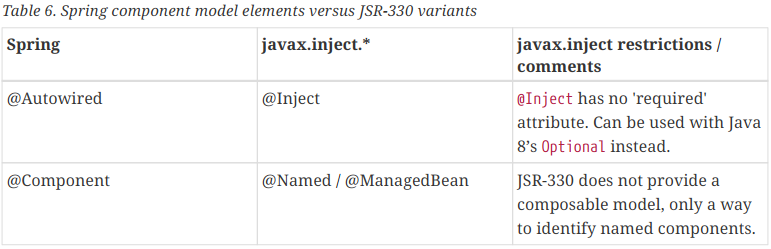 Table 6. Spring component model elements versus JSR-330 variants
Spring
javax.inject.*
javax.inject restrictions /
comments
@Autowired
@Inject
@Inject has no 'required'
attribute. Can be used with Java
8’s Optional instead.
@Component
@Named / @ManagedBean
JSR-330 does not provide a
composable model, only a way
to identify named components.